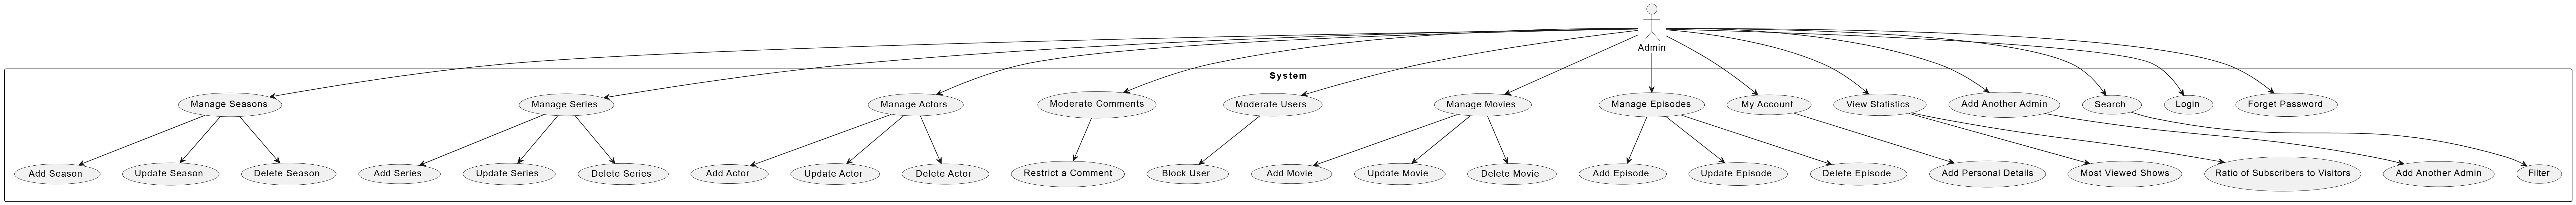 Admin
System
Manage Seasons
Manage Series
Manage Actors
Moderate Comments
Moderate Users
Manage Movies
Manage Episodes
My Account
View Statistics
Add Another Admin
Search
Login
Forget Password
Add Season
Update Season
Delete Season
Add Series
Update Series
Delete Series
Add Actor
Update Actor
Delete Actor
Restrict a Comment
Block User
Add Movie
Update Movie
Delete Movie
Add Episode
Update Episode
Delete Episode
Add Personal Details
Most Viewed Shows
Ratio of Subscribers to Visitors
Add Another Admin
Filter